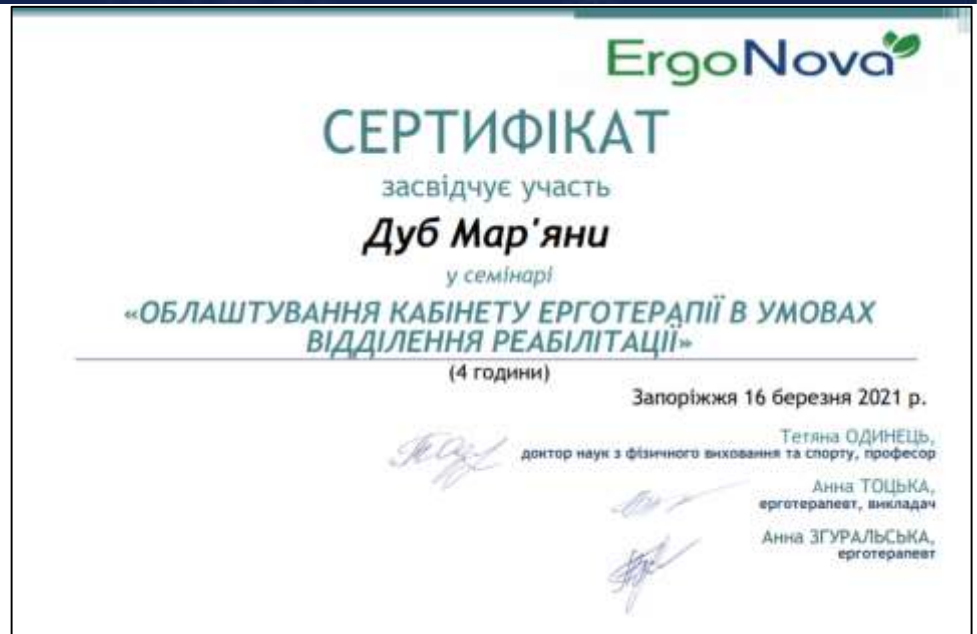 ErgoNova
СЕРТИФІКАТ
засвідчує участь
Дуб Мар'яни
у семінарі
«ОБЛАШТУВАННЯ КАБІНЕТУ ЕРГОТЕРАПІЇ В УМОВАХ
ВІДДІЛЕННЯ РЕАБІЛІТАЦІЇ»
(4 години)
Запоріжжя 16 березня 2021 р.
Тетяна ОДИНЕЦЬ,
доктор наук з фізичного виховання та спорту, професор
Анна ТОЦЬКА,
ерготерапевт, викладач
Анна ЗГУРАЛЬСЬКА,
ерготерапевт